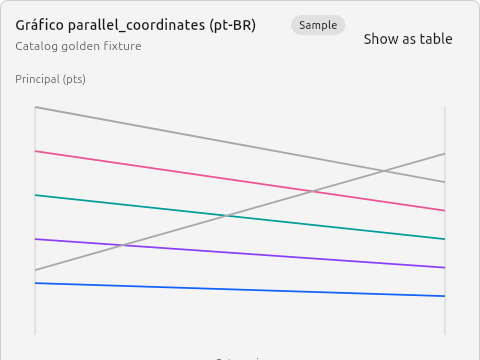 Gráfico parallel_coordinates (pt-BR)
Sample
Show as table
Catalog golden fixture
Principal (pts)